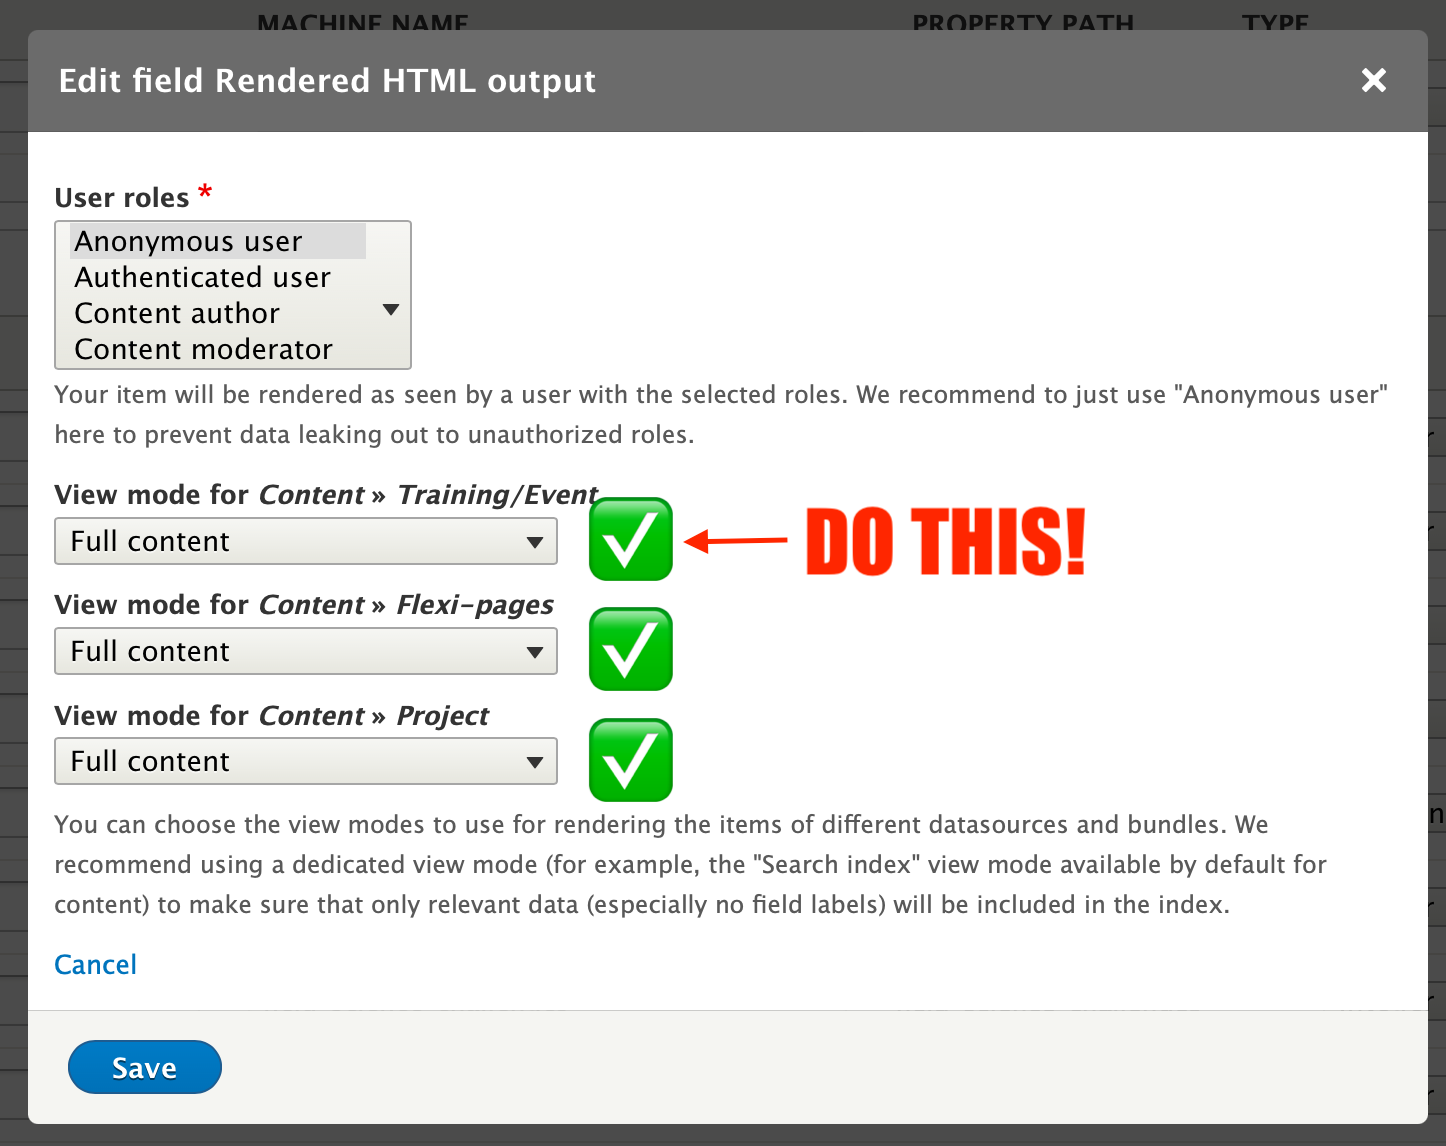 MACHINE NAME PROPERTY PATH TYPE
Edit field Rendered HTML output
User roles *
Anonymous user
Authenticated user
Content author
Content moderator
Your item will be rendered as seen by a user with the selected roles. We recommend to just use "Anonymous user"
here to prevent data leaking out to unauthorized roles.
View mode for Content » Training/Event
Full content
DO THIS!
View mode for Content » Flexi-pages
Full content
View mode for Content » Project
Full content
You can choose the view modes to use for rendering the items of different datasources and bundles. We
recommend using a dedicated view mode (for example, the "Search index" view mode available by default for
content) to make sure that only relevant data (especially no field labels) will be included in the index.
Cancel
Save